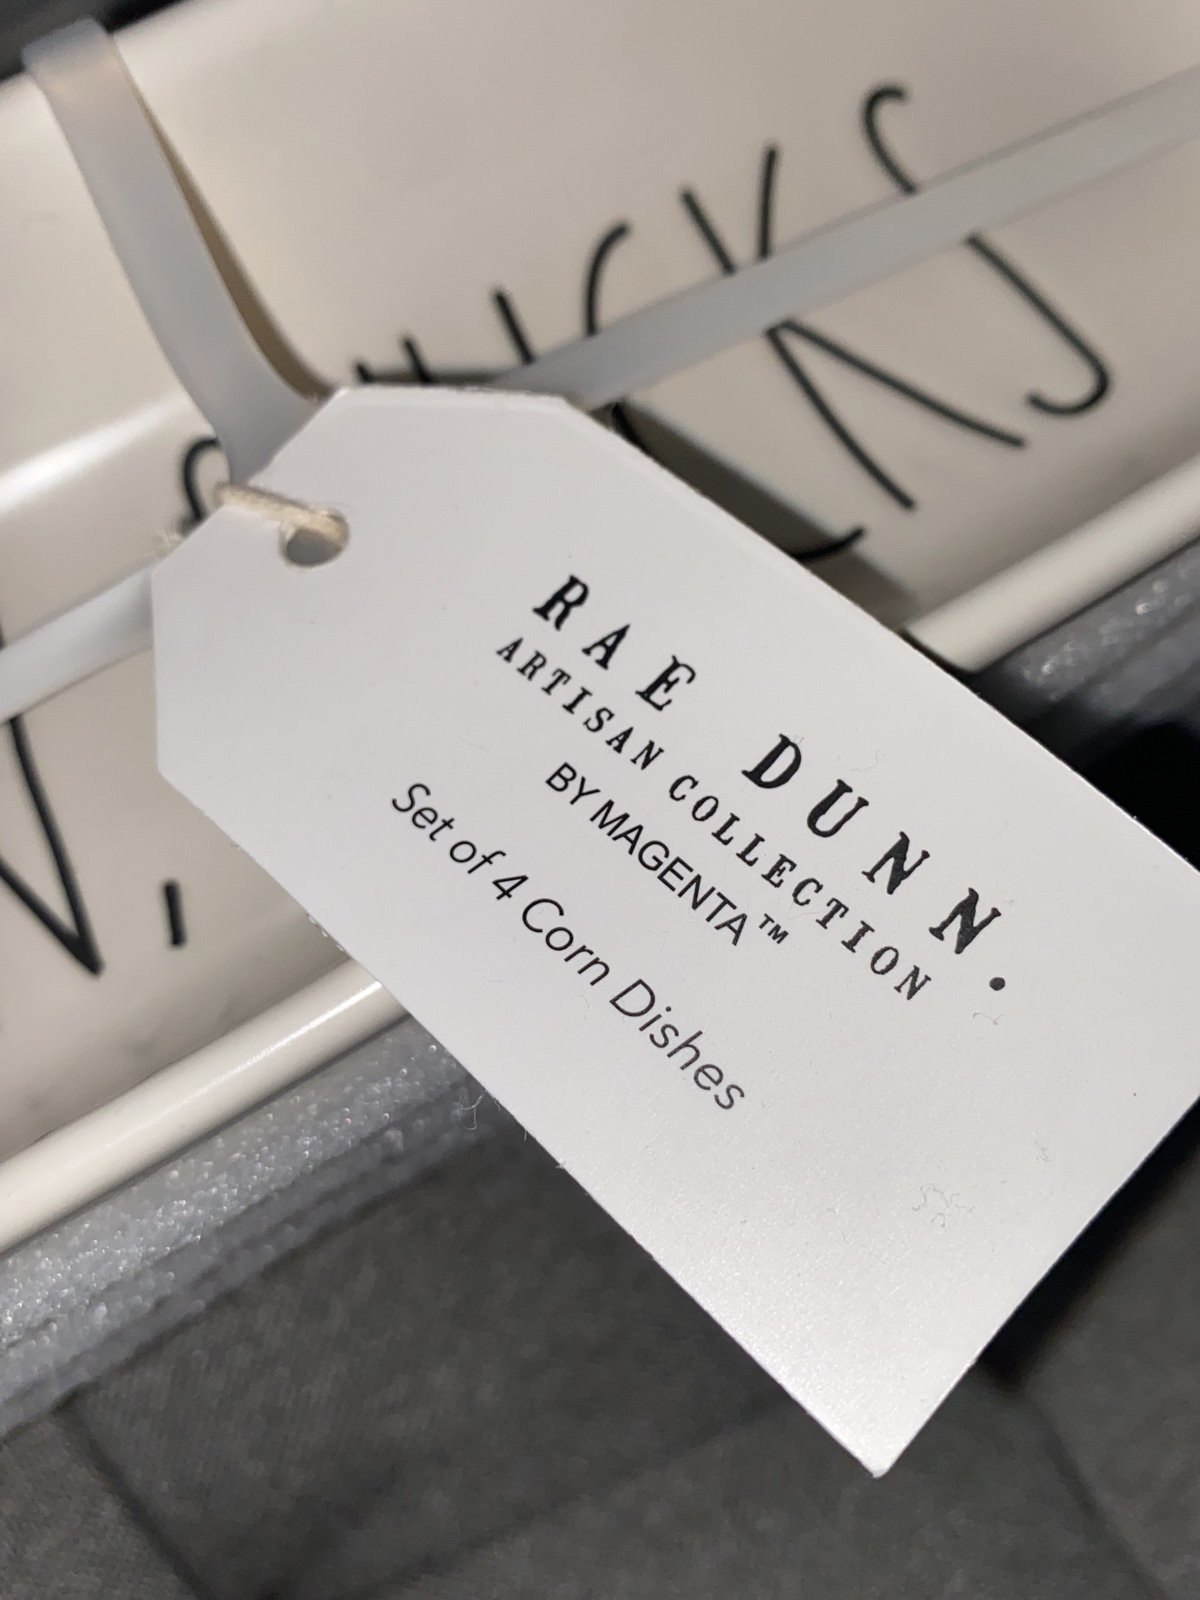 RAE DUNN.
ARTISAN COLLECTION
BY MAGENTA™
Set of 4 Corn Dishes